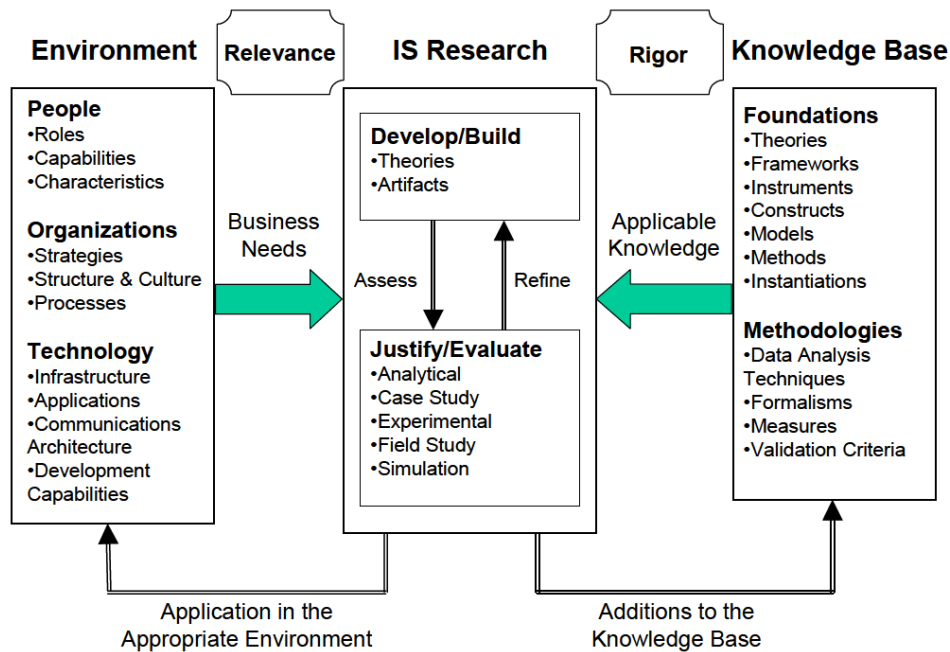 Environment
Relevance
IS Research
Rigor
Knowledge Base
People
•Roles
•Capabilities
•Characteristics
Organizations
•Strategies
•Structure & Culture
•Processes
Technology
•Infrastructure
•Applications
•Communications
Architecture
•Development
Capabilities
Business
Needs
Develop/Build
•Theories
•Artifacts
Assess
Refine
Justify/Evaluate
•Analytical
•Case Study
•Experimental
•Field Study
•Simulation
Applicable
Knowledge
Foundations
•Theories
•Frameworks
•Instruments
•Constructs
•Models
•Methods
•Instantiations
Methodologies
•Data Analysis
Techniques
•Formalisms
•Measures
•Validation Criteria
Application in the
Appropriate Environment
Additions to the
Knowledge Base